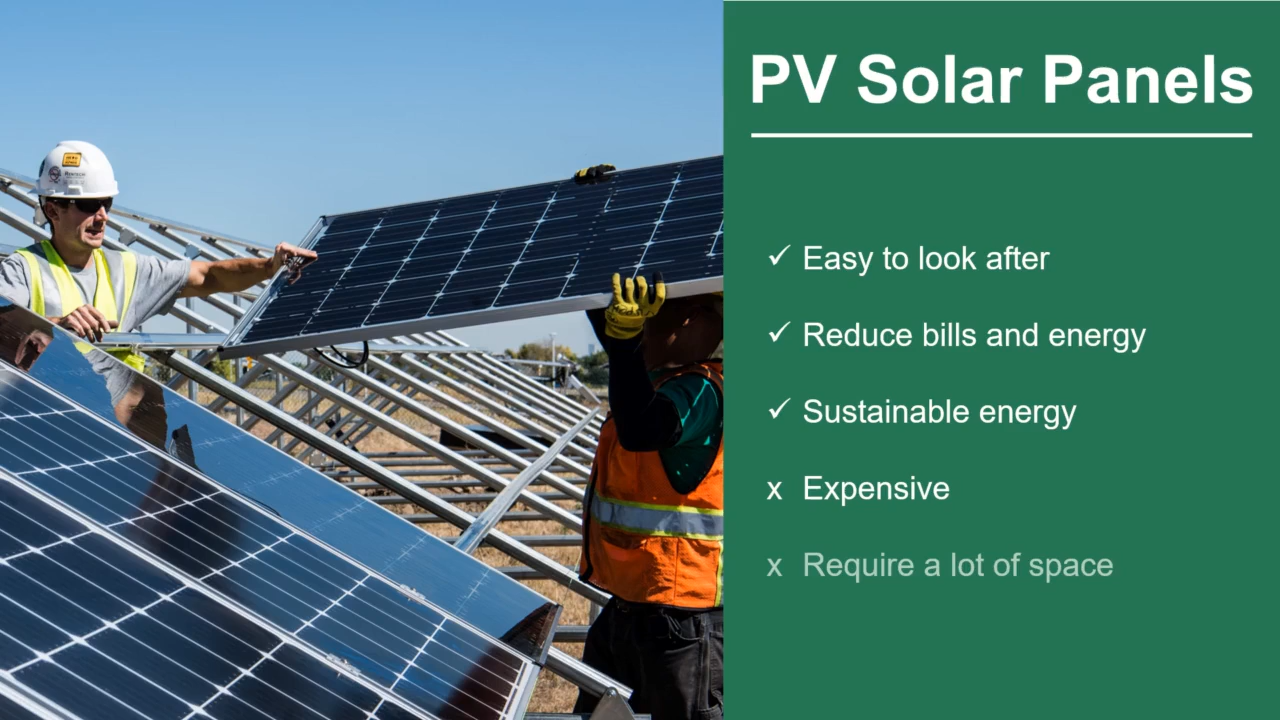 PV Solar Panels
✓ Easy to look after
✓ Reduce bills and energy
✓ Sustainable energy
x Expensive
x Require a lot of space